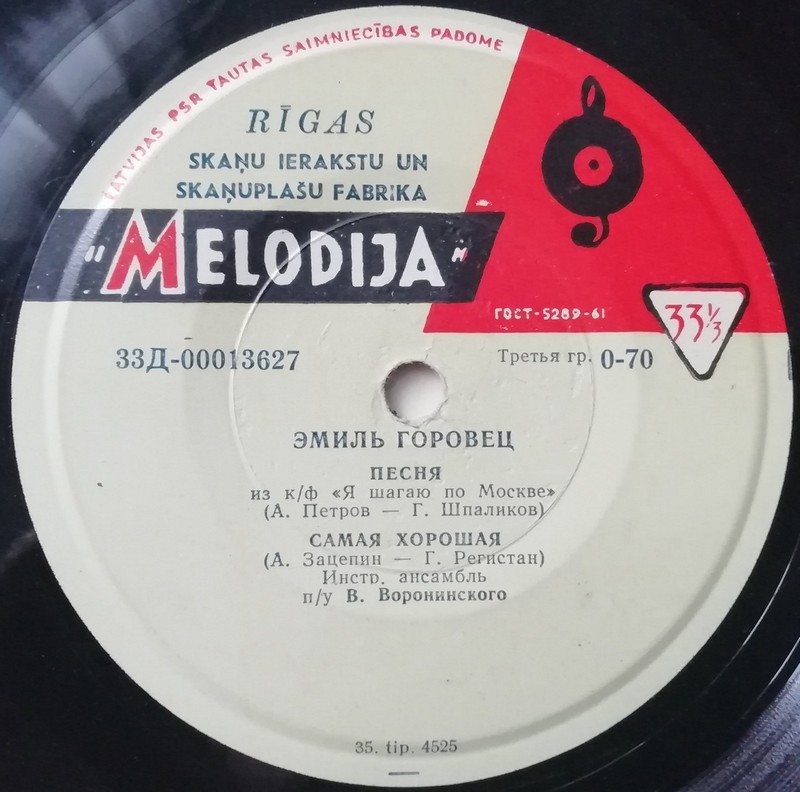 LATVIJAS PSR TAUTAS SAIMNIECĪBAS PADOME
RĪGAS
SKAŅU IERAKSTU UN
SKAŅUPLAŠU FABRIKA
"MELODIJA"
ГОСТ-5289-61
33⅓
33Д-00013627
Третья гр. 0-70
ЭМИЛЬ ГОРОВЕЦ
ПЕСНЯ
из к/ф «Я шагаю по Москве»
(А. Петров — Г. Шпаликов)
САМАЯ ХОРОШАЯ
(А. Зацепин — Г. Регистан)
Инстр. ансамбль
п/у В. Воронинского
35. tip. 4525